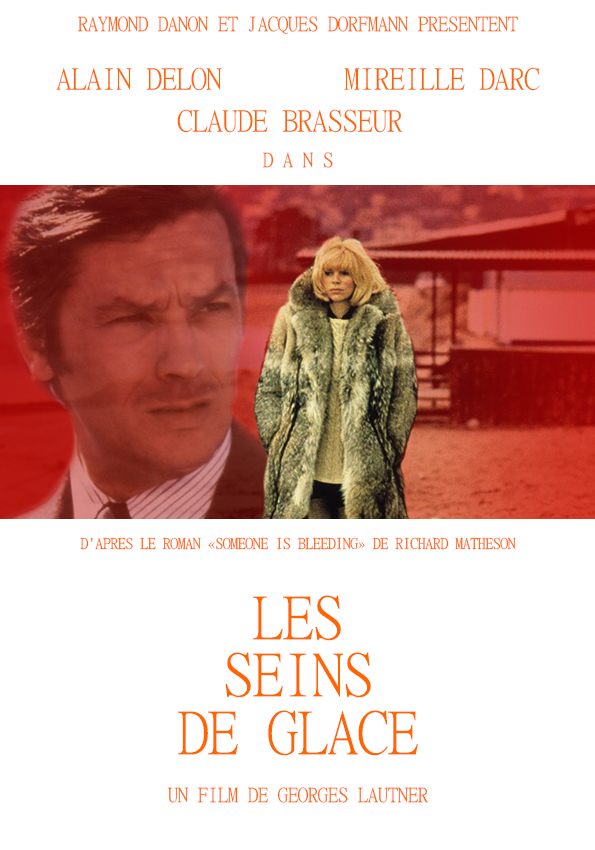 RAYMOND DANON ET JACQUES DORFMANN PRESENTENT
ALAIN DELON MIREILLE DARC
CLAUDE BRASSEUR
DANS
D'APRES LE ROMAN «SOMEONE IS BLEEDING» DE RICHARD MATHESON
LES
SEINS
DE GLACE
UN FILM DE GEORGES LAUTNER